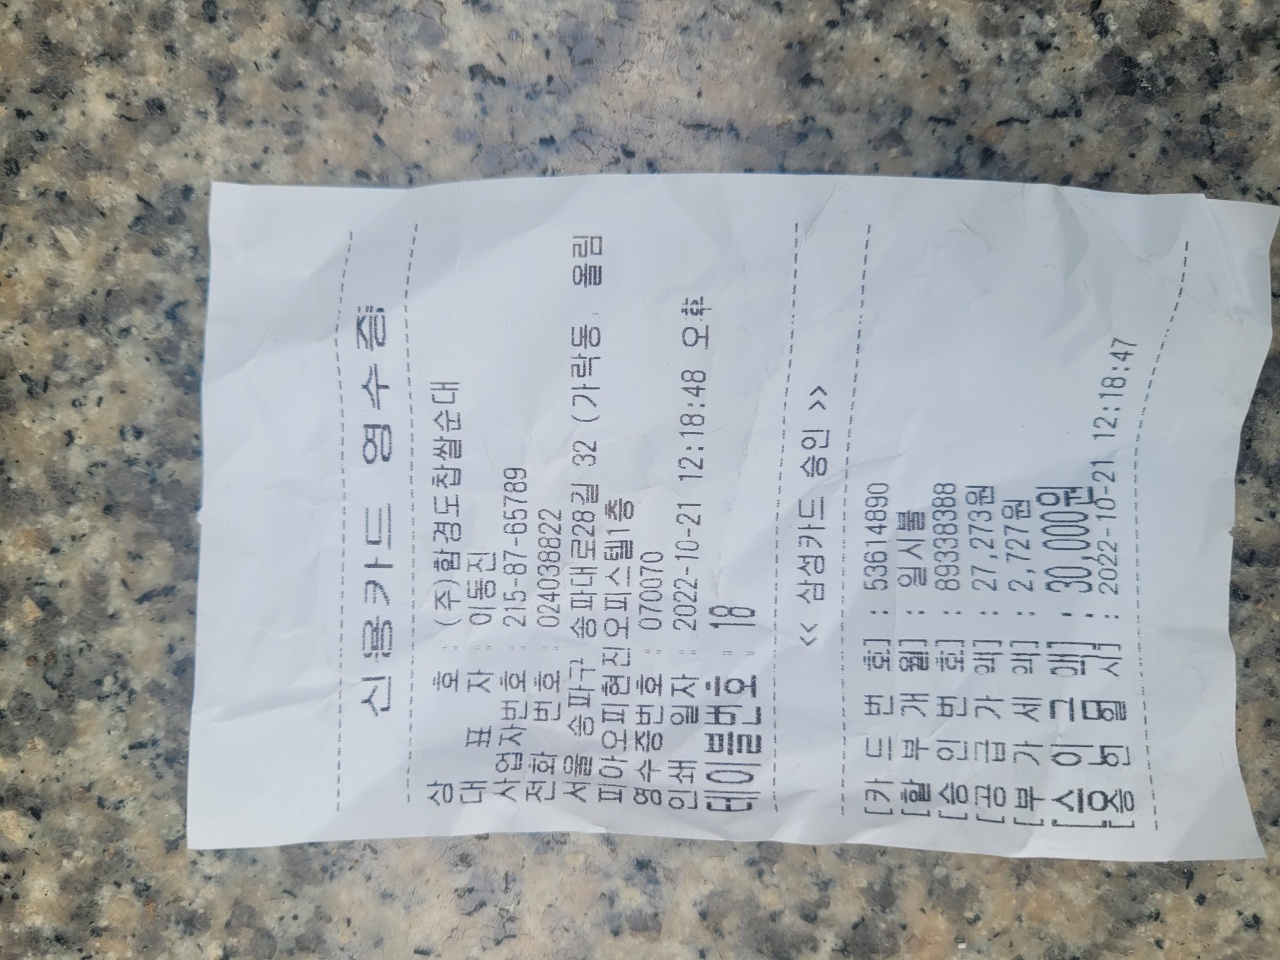 신용카드 영수증
상 호 : (주)함경도찹쌀순대
대 표 자 : 이동진
사업자번호 : 215-87-65789
전화 번호 : 024038822
서울 송파구 송파대로28길 32 (가락동, 올림
피아오피현진오피스텔1층
영수증번호 : 070070
인쇄 일자 : 2022-10-21 12:18:48 오후
테이블번호 : 18
<< 삼성카드 승인 >>
[카 드 번 호] : 53614890
[할 부 개 월] : 일시불
[승 인 번 호] : 89338388
[공 급 가 액] : 27,273원
[부 가 세 액] : 2,727원
[승 인 금 액] : 30,000원
[승 인 일 시] : 2022-10-21 12:18:47